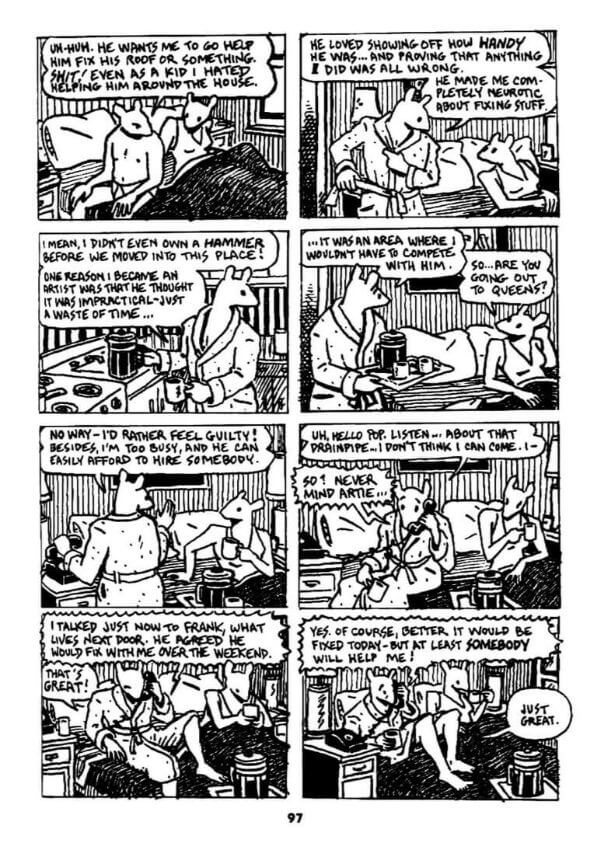 UH-HUH. HE WANTS ME TO GO HELP
HIM FIX HIS ROOF OR SOMETHING.
SHIT! EVEN AS A KID I HATED
HELPING HIM AROUND THE HOUSE.
HE LOVED SHOWING OFF HOW HANDY
HE WAS... AND PROVING THAT ANYTHING
I DID WAS ALL WRONG.
HE MADE ME COM-
PLETELY NEUROTIC
ABOUT FIXING STUFF.
I MEAN, I DIDN'T EVEN OWN A HAMMER
BEFORE WE MOVED INTO THIS PLACE!
ONE REASON I BECAME AN
ARTIST WAS THAT HE THOUGHT
IT WAS IMPRACTICAL-JUST
A WASTE OF TIME...
...IT WAS AN AREA WHERE I
WOULDN'T HAVE TO COMPETE
WITH HIM.
SO...ARE YOU
GOING OUT
TO QUEENS?
NO WAY-I'D RATHER FEEL GUILTY!
BESIDES, I'M TOO BUSY, AND HE CAN
EASILY AFFORD TO HIRE SOMEBODY.
UH, HELLO POP. LISTEN... ABOUT THAT
DRAINPIPE...I DON'T THINK I CAN COME. I-
SO? NEVER
MIND ARTIE...
I TALKED JUST NOW TO FRANK, WHAT
LIVES NEXT DOOR. HE AGREED HE
WOULD FIX WITH ME OVER THE WEEKEND.
THAT'S
GREAT!
YES. OF COURSE, BETTER IT WOULD BE
FIXED TODAY-BUT AT LEAST SOMEBODY
WILL HELP ME!
JUST
GREAT.
97